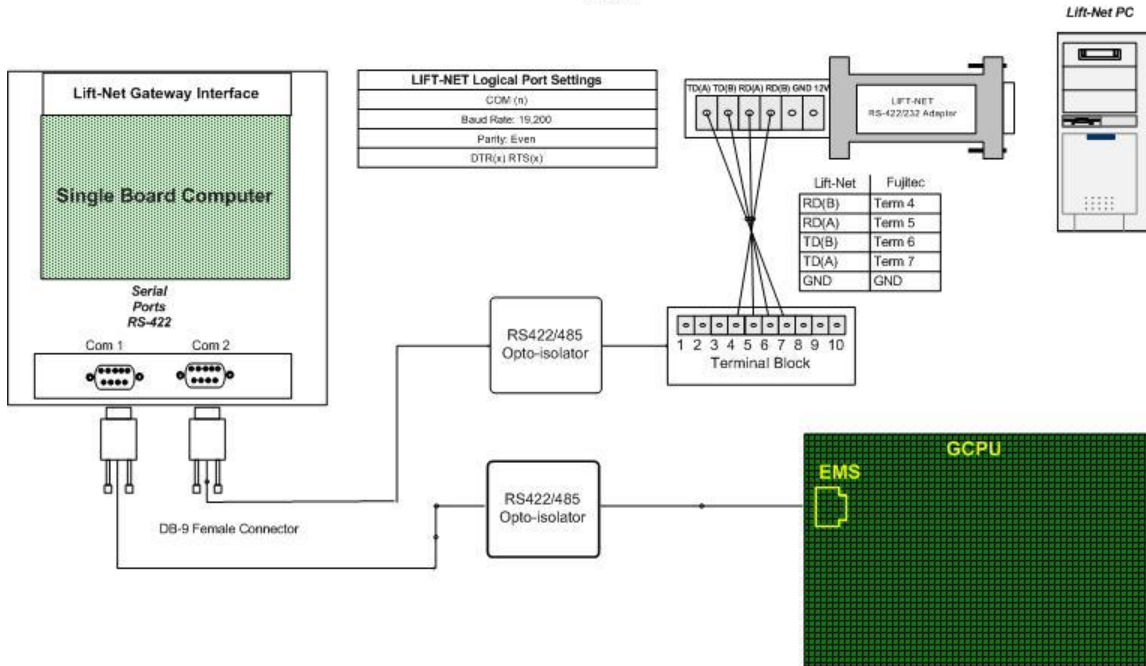 Lift-Net PC
Lift-Net Gateway Interface
Single Board Computer
Serial
Ports
RS-422
Com 1
Com 2
DB-9 Female Connector
LIFT-NET Logical Port Settings
COM (n)
Baud Rate: 19,200
Parity: Even
DTR(x) RTS(x)
TD(A) TD(B) RD(A) RD(B) GND 12V
LIFT-NET
RS-422/232 Adaptor
Lift-Net Fujitec
RD(B) Term 4
RD(A) Term 5
TD(B) Term 6
TD(A) Term 7
GND GND
RS422/485
Opto-isolator
1 2 3 4 5 6 7 8 9 10
Terminal Block
RS422/485
Opto-isolator
GCPU
EMS